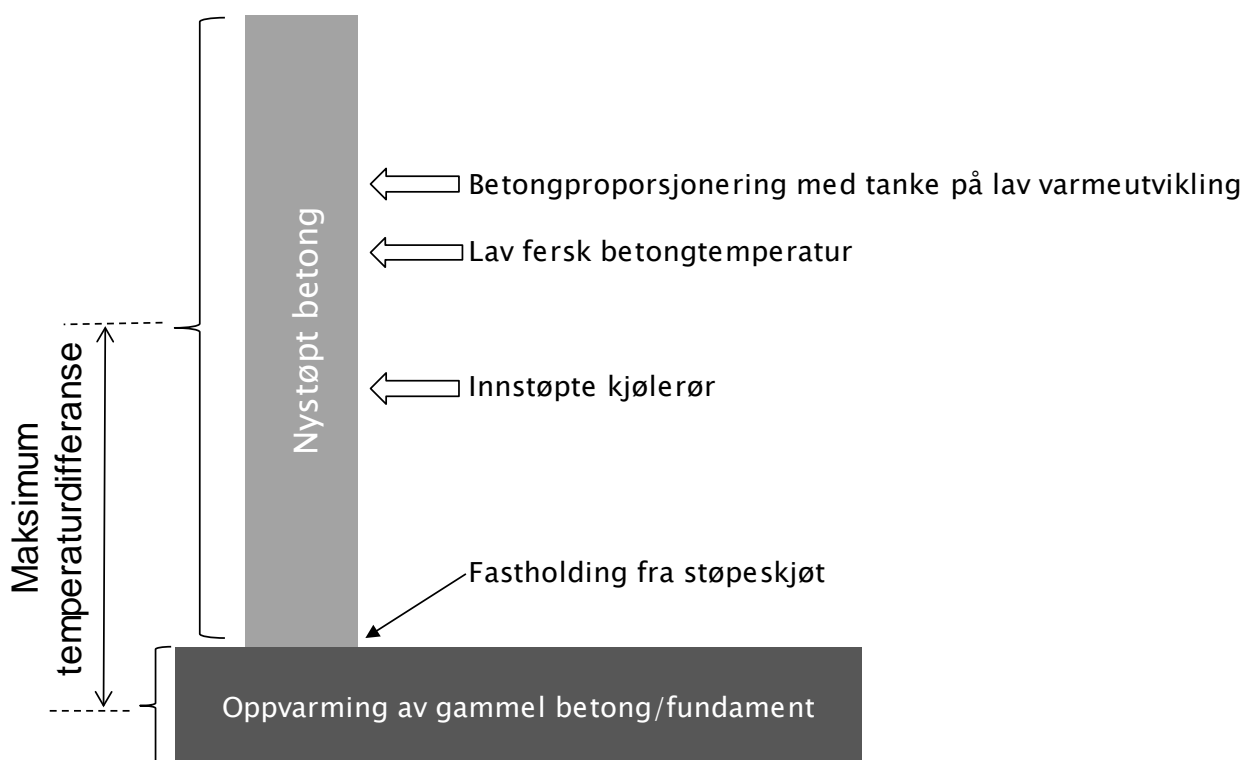 Betongproporsjonering med tanke på lav varmeutvikling
Lav fersk betongtemperatur
Nystøpt betong
Innstøpte kjølerør
Maksimum
temperaturdifferanse
Fastholding fra støpeskjøt
Oppvarming av gammel betong/fundament